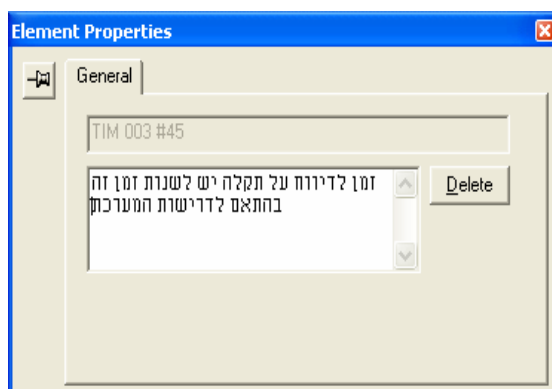 Element Properties
General
TIM 003 #45
זמן לדיווח על תקלה יש לשנות זמן זה
בהתאם לדרישות המערכת
Delete